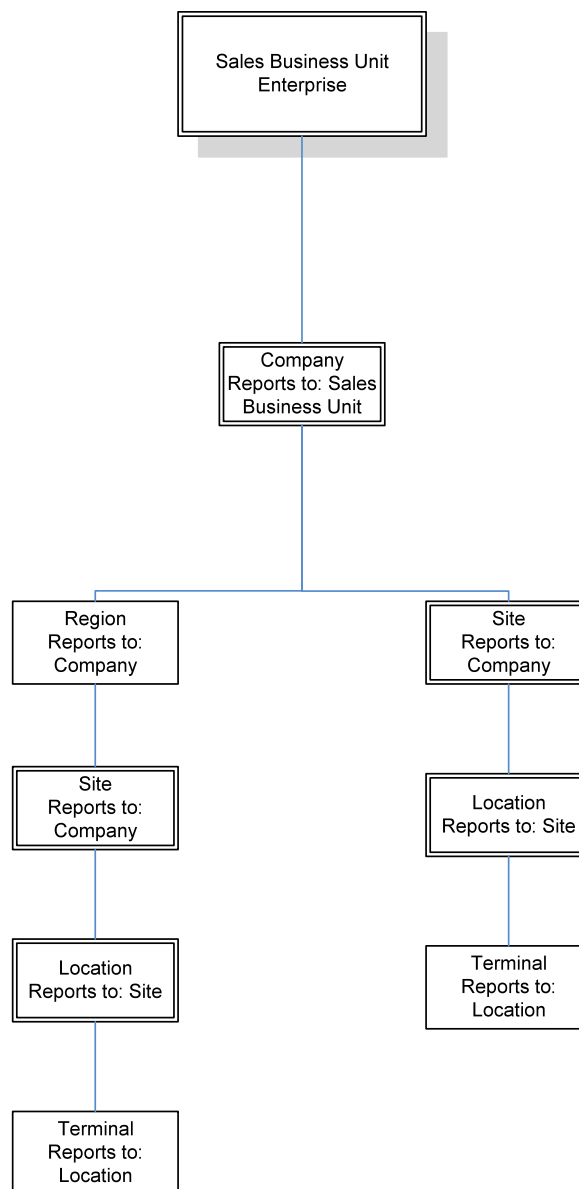 Sales Business Unit
Enterprise
Company
Reports to: Sales
Business Unit
Region
Reports to:
Company
Site
Reports to:
Company
Site
Reports to:
Company
Location
Reports to: Site
Location
Reports to: Site
Terminal
Reports to:
Location
Terminal
Reports to:
Location